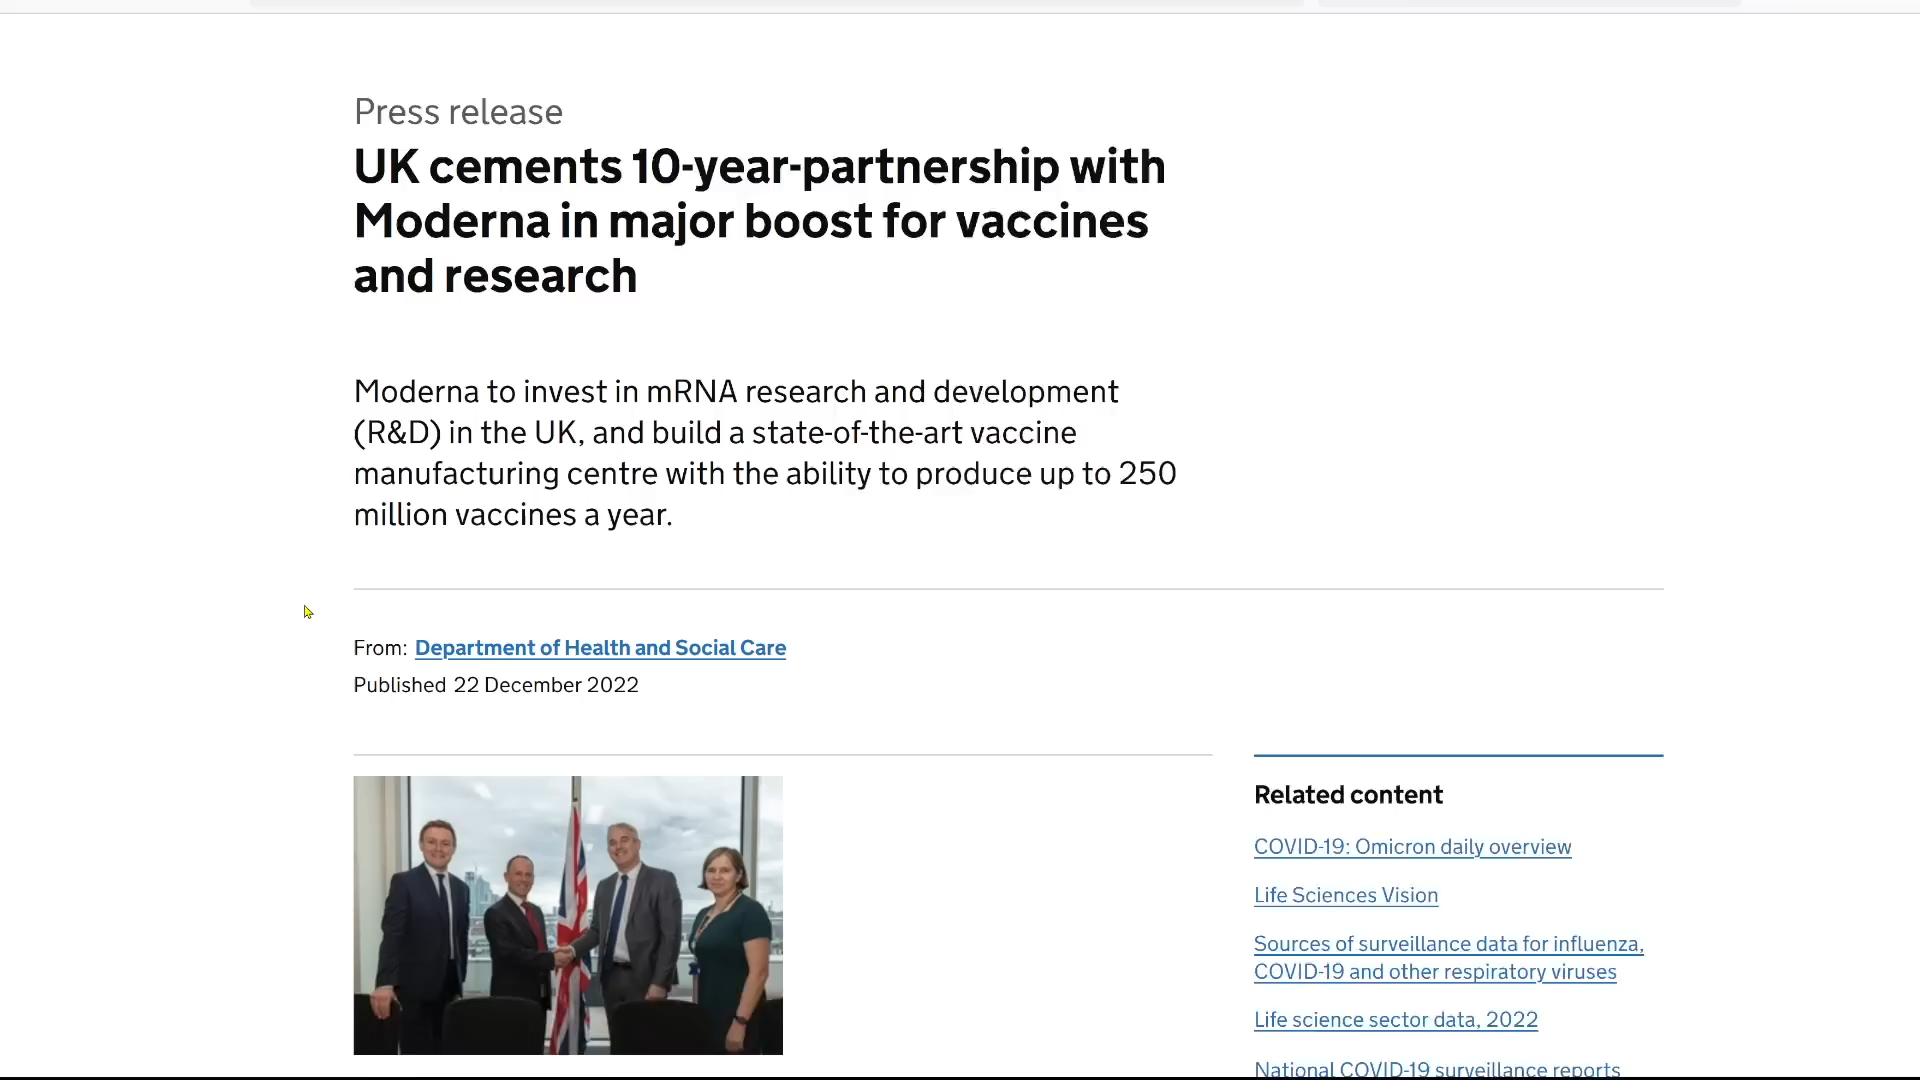 Press release
UK cements 10-year-partnership with
Moderna in major boost for vaccines
and research
Moderna to invest in mRNA research and development
(R&D) in the UK, and build a state-of-the-art vaccine
manufacturing centre with the ability to produce up to 250
million vaccines a year.
From: Department of Health and Social Care
Published 22 December 2022
Related content
COVID-19: Omicron daily overview
Life Sciences Vision
Sources of surveillance data for influenza,
COVID-19 and other respiratory viruses
Life science sector data, 2022
National COVID-19 surveillance reports